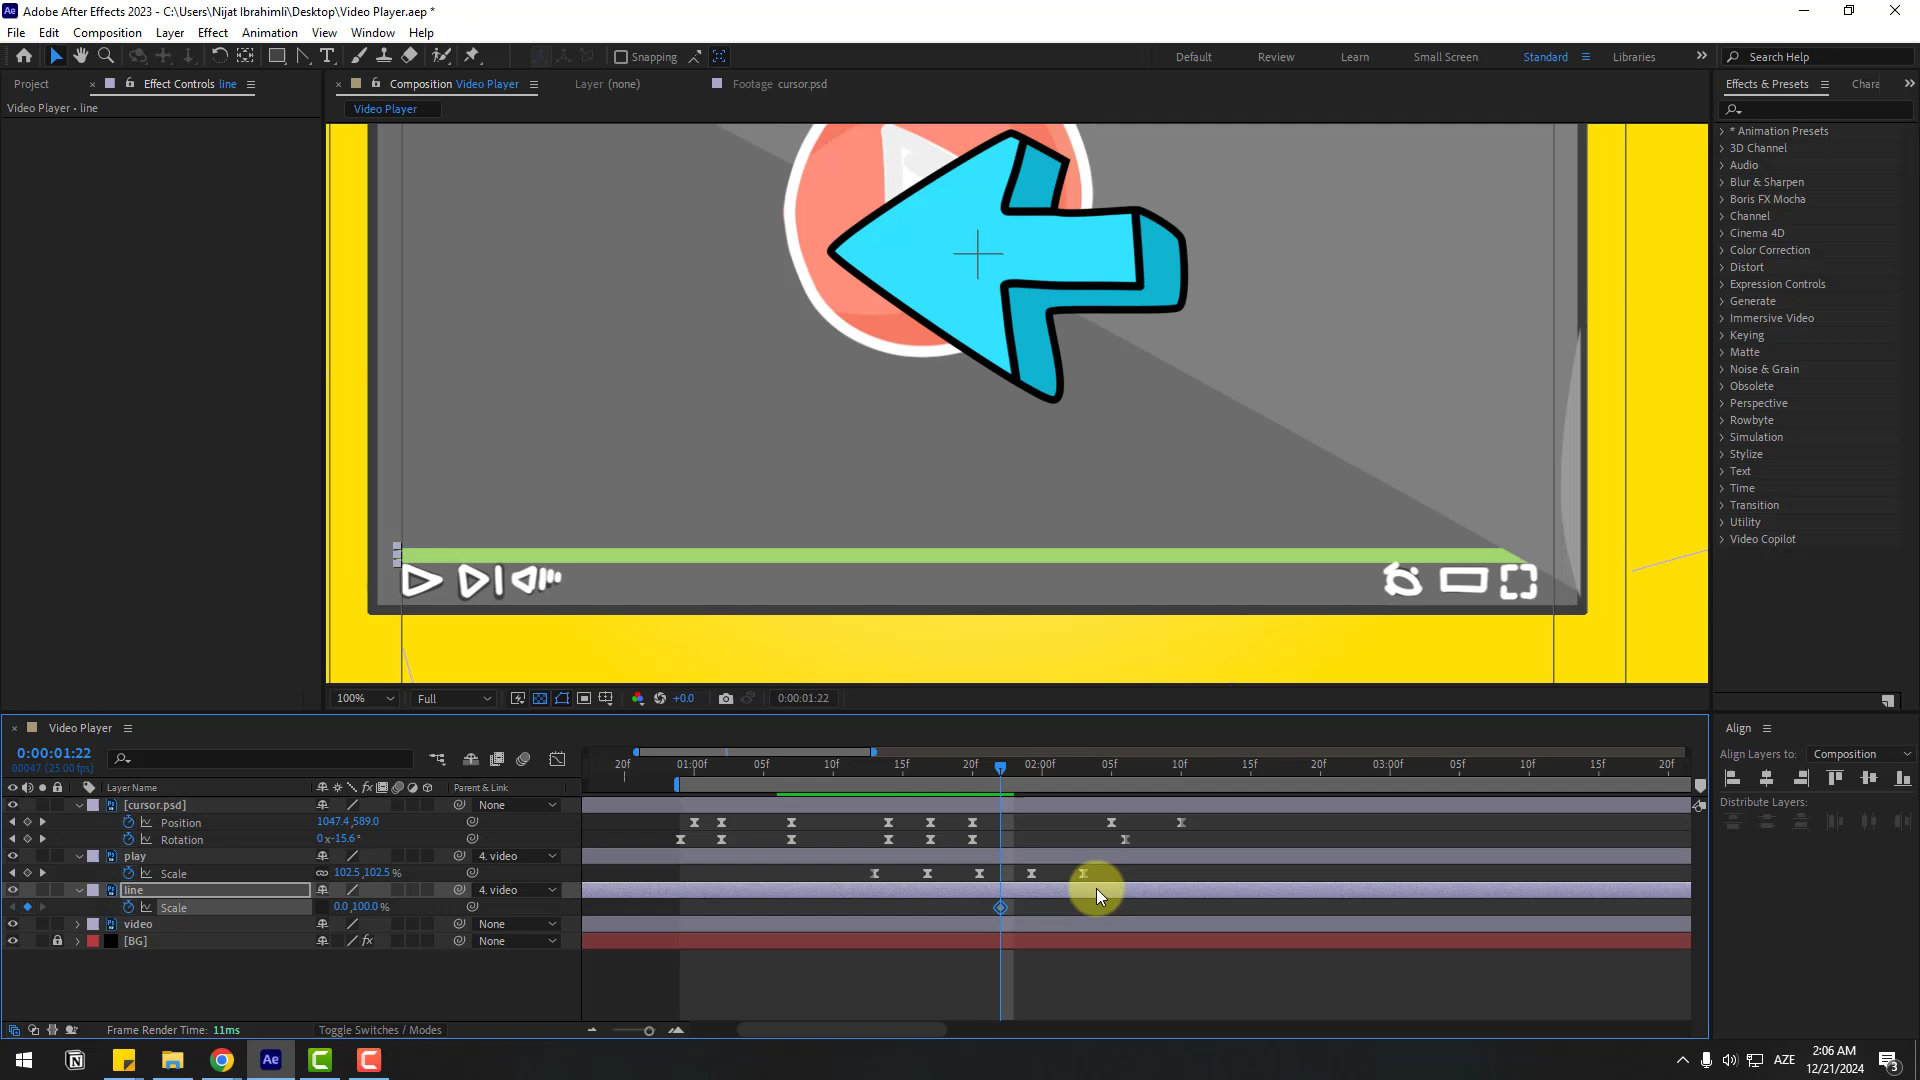 Adobe After Effects 2023 - C:\Users\Nijat Ibrahimli\Desktop\Video Player.aep *
File Edit Composition Layer Effect Animation View Window Help
Snapping
Default Review Learn Standard Small Screen Libraries
Search Help
Project
Effect Controls line
Composition Video Player
Layer (none)
Footage cursor.psd
Effects & Presets
Chara
Video Player • line
Video Player
* Animation Presets
3D Channel
Audio
Blur & Sharpen
Boris FX Mocha
Channel
Cinema 4D
Color Correction
Distort
Expression Controls
Generate
Immersive Video
Keying
Matte
Noise & Grain
Obsolete
Perspective
Rowbyte
Simulation
Stylize
Text
Time
Transition
Utility
Video Copilot
100%
Full
+0.0
0:00:01:22
Video Player
0:00:01:22
00047 (25.00 fps)
20f 01:00f 05f 10f 15f 20f 02:00f 05f 10f 15f 20f 03:00f 05f 10f 15f 20f
Layer Name
Parent & Link
[cursor.psd] None
Position 1047.4,589.0
Rotation 0x-15.6°
play 4. video
Scale 102.5,102.5%
line 4. video
Scale 0.0,100.0%
video None
[BG] None
Frame Render Time: 11ms
Toggle Switches / Modes
Align
Align Layers to: Composition
Distribute Layers:
AZE
2:06 AM
12/21/2024
3